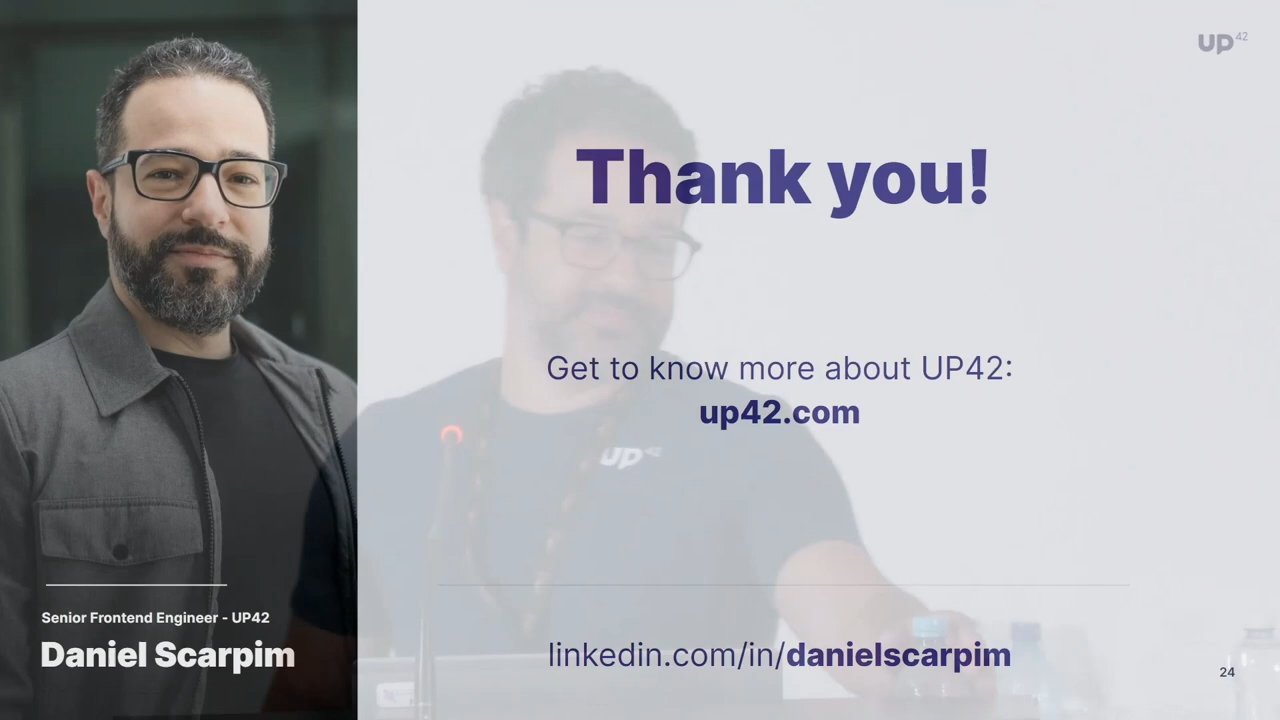 UP42
Thank you!
Get to know more about UP42:
up42.com
UP42
Senior Frontend Engineer - UP42
Daniel Scarpim
linkedin.com/in/danielscarpim
24